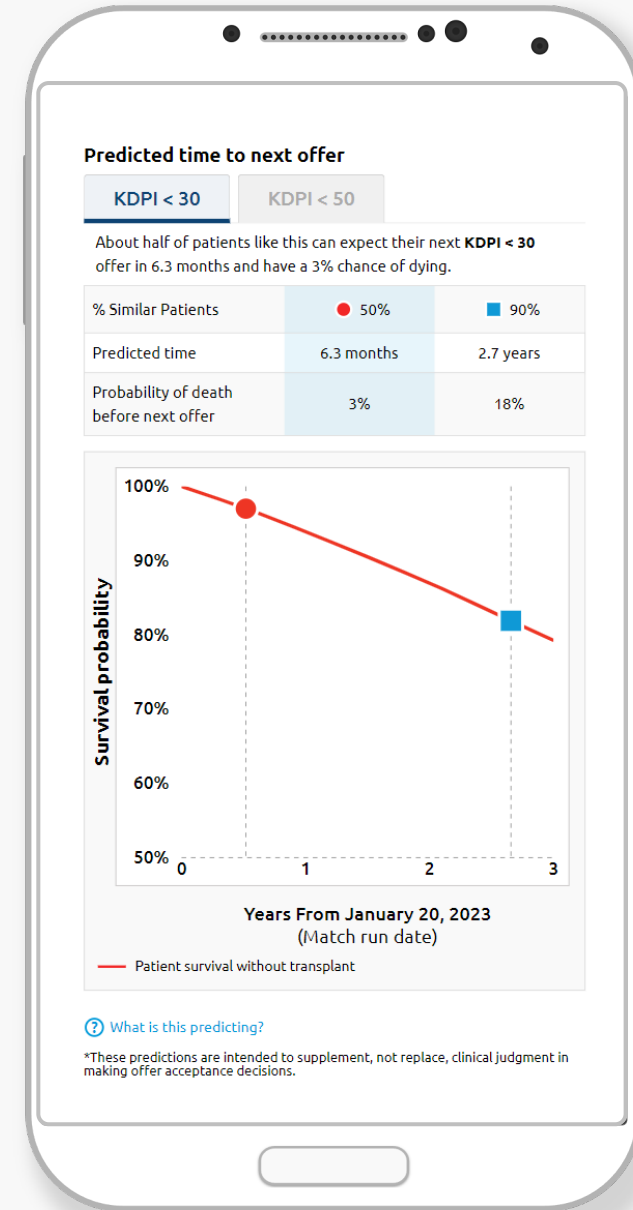 Predicted time to next offer
KDPI < 30 KDPI < 50
About half of patients like this can expect their next KDPI < 30
offer in 6.3 months and have a 3% chance of dying.
% Similar Patients 50% 90%
Predicted time 6.3 months 2.7 years
Probability of death
before next offer 3% 18%
100%
90%
80%
70%
60%
50%
Survival probability
0 1 2 3
Years From January 20, 2023
(Match run date)
Patient survival without transplant
? What is this predicting?
*These predictions are intended to supplement, not replace, clinical judgment in
making offer acceptance decisions.